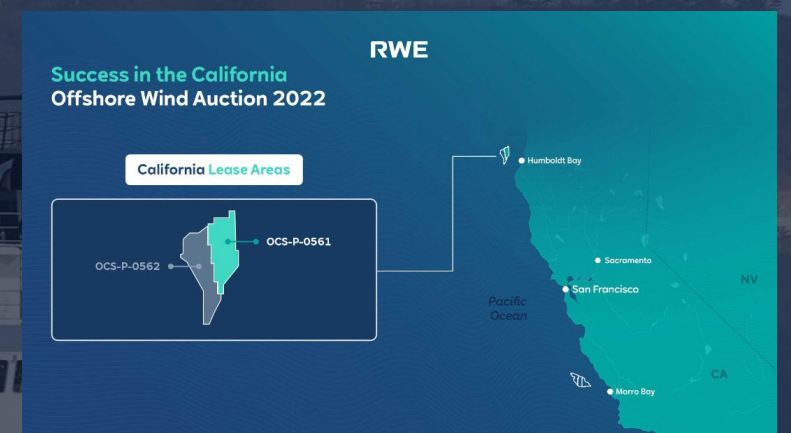 RWE
Success in the California
Offshore Wind Auction 2022
California Lease Areas
OCS-P-0561
OCS-P-0562
Humboldt Bay
Sacramento
San Francisco
NV
Pacific
Ocean
CA
Morro Bay